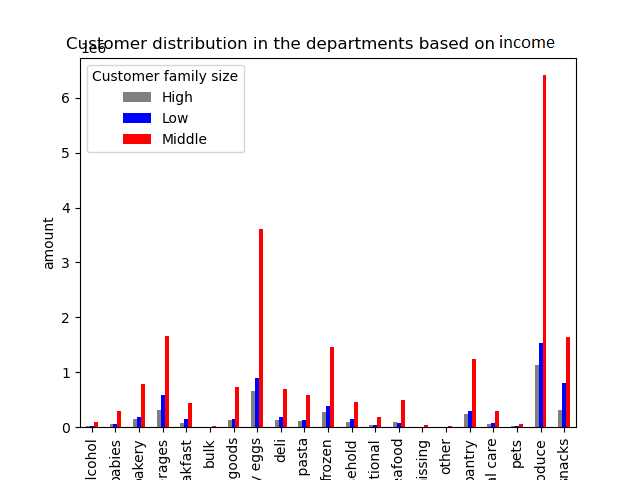 Customer distribution in the departments based on income
1e6
Customer family size
High
Low
Middle
6
5
4
3
2
1
0
amount
lcohol
babies
bakery
erages
akfast
bulk
goods
y eggs
deli
pasta
frozen
ehold
tional
eafood
issing
other
pantry
al care
pets
oduce
snacks